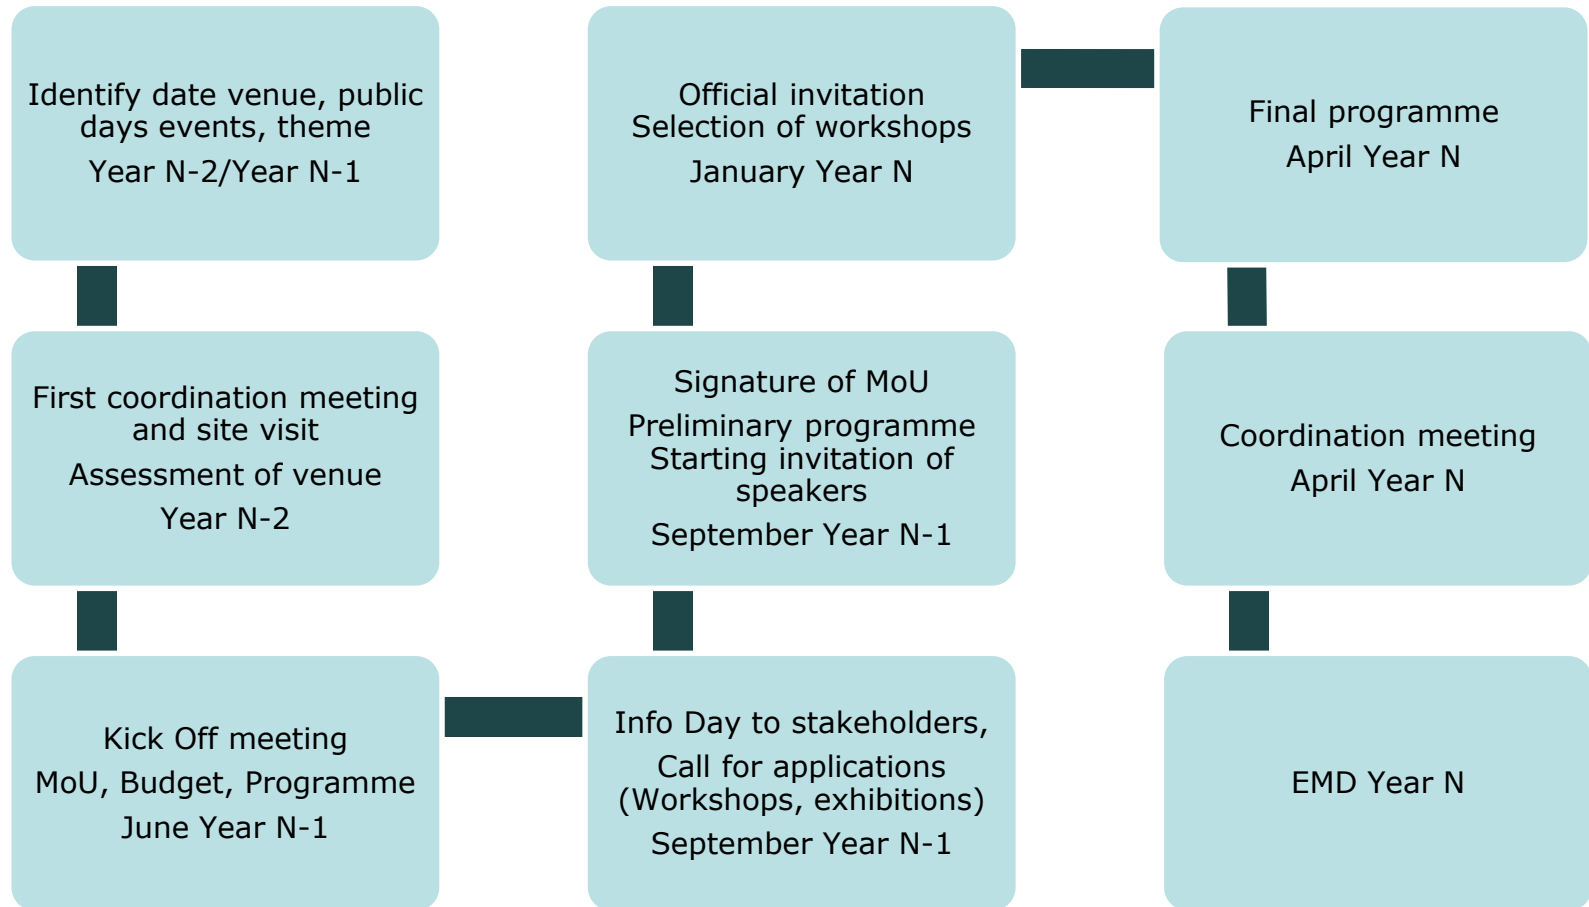 Identify date venue, public
days events, theme
Year N-2/Year N-1
First coordination meeting
and site visit
Assessment of venue
Year N-2
Kick Off meeting
MoU, Budget, Programme
June Year N-1
Info Day to stakeholders,
Call for applications
(Workshops, exhibitions)
September Year N-1
Signature of MoU
Preliminary programme
Starting invitation of
speakers
September Year N-1
Official invitation
Selection of workshops
January Year N
Final programme
April Year N
Coordination meeting
April Year N
EMD Year N